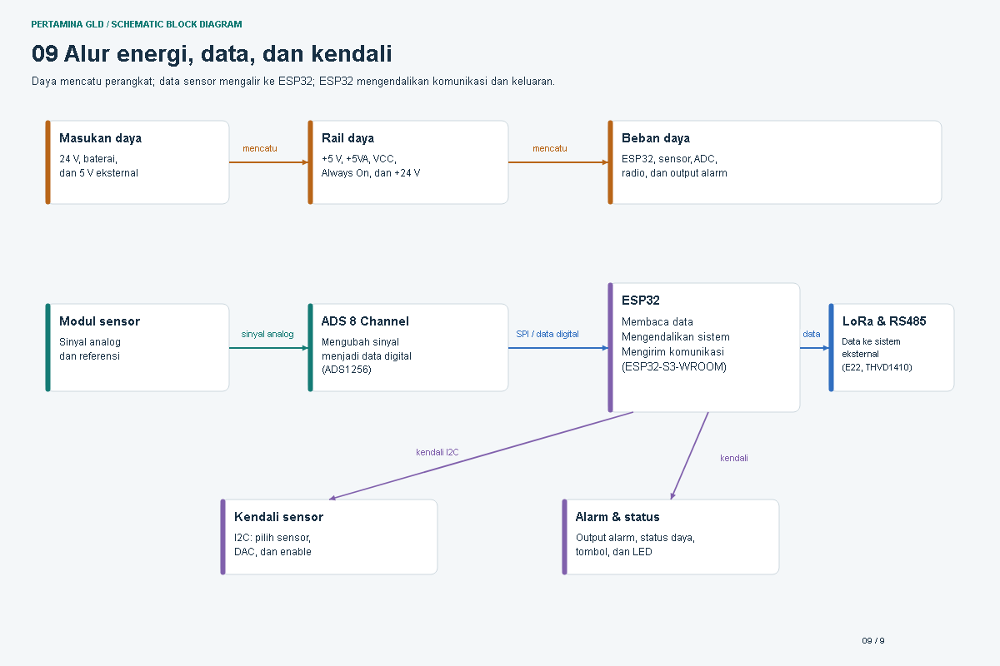 PERTAMINA GLD / SCHEMATIC BLOCK DIAGRAM
09 Alur energi, data, dan kendali
Daya mencatu perangkat; data sensor mengalir ke ESP32; ESP32 mengendalikan komunikasi dan keluaran.
Masukan daya
24 V, baterai,
dan 5 V eksternal
mencatu
Rail daya
+5 V, +5VA, VCC,
Always On, dan +24 V
mencatu
Beban daya
ESP32, sensor, ADC,
radio, dan output alarm
Modul sensor
Sinyal analog
dan referensi
sinyal analog
ADS 8 Channel
Mengubah sinyal
menjadi data digital
(ADS1256)
SPI / data digital
ESP32
Membaca data
Mengendalikan sistem
Mengirim komunikasi
(ESP32-S3-WROOM)
data
LoRa & RS485
Data ke sistem
eksternal
(E22, THVD1410)
kendali I2C
kendali
Kendali sensor
I2C: pilih sensor,
DAC, dan enable
Alarm & status
Output alarm, status daya,
tombol, dan LED
09 / 9